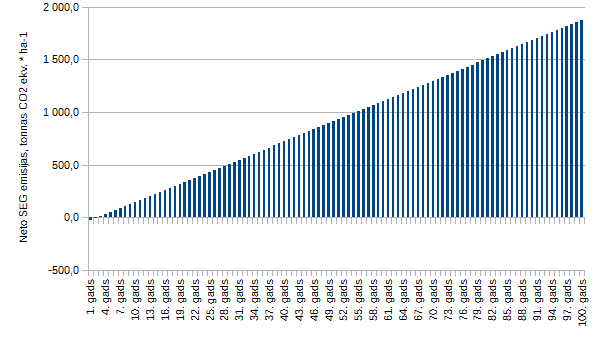 Neto SEG emisijas, tonnas CO2 ekv. * ha-1
2 000,0
1 500,0
1 000,0
500,0
0,0
-500,0
1. gads
4. gads
7. gads
10. gads
13. gads
16. gads
19. gads
22. gads
25. gads
28. gads
31. gads
34. gads
37. gads
40. gads
43. gads
46. gads
49. gads
52. gads
55. gads
58. gads
61. gads
64. gads
67. gads
70. gads
73. gads
76. gads
79. gads
82. gads
85. gads
88. gads
91. gads
94. gads
97. gads
100. gads